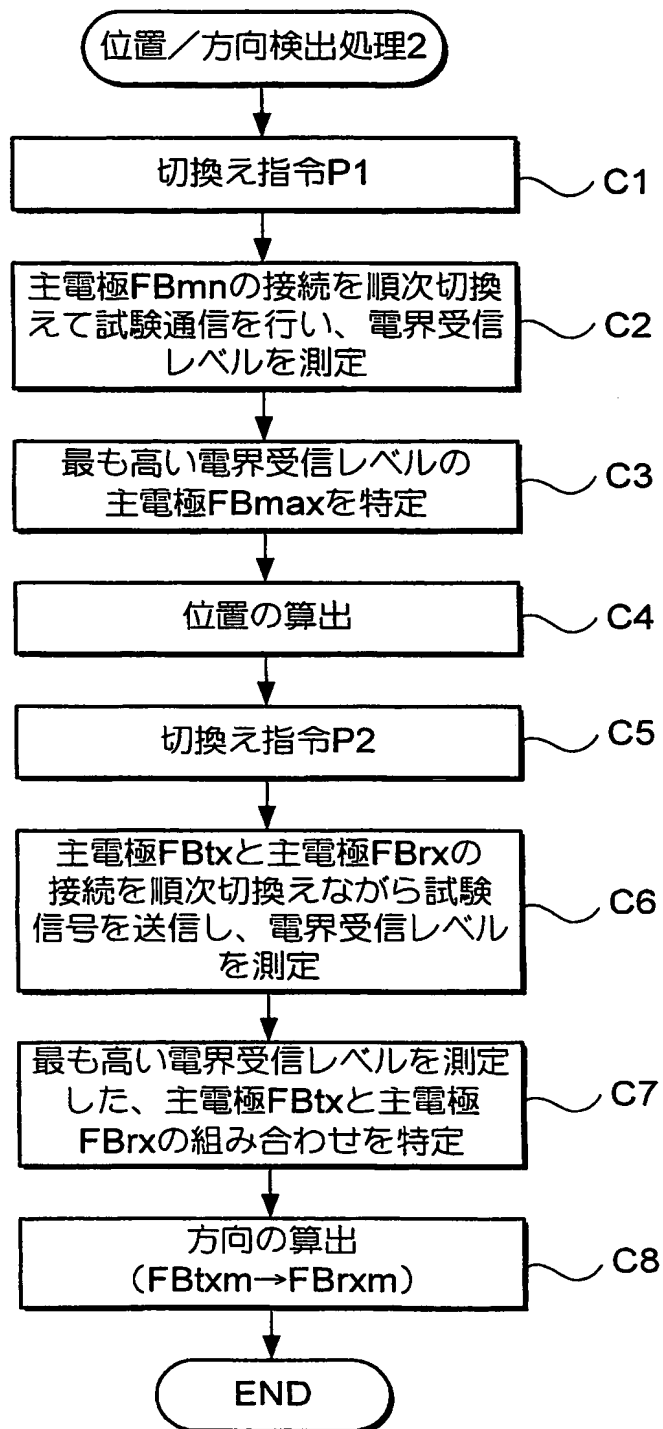 位置／方向検出処理2
切換え指令P1
C1
主電極FBmnの接続を順次切換
えて試験通信を行い、電界受信
レベルを測定
C2
最も高い電界受信レベルの
主電極FBmaxを特定
C3
位置の算出
C4
切換え指令P2
C5
主電極FBtxと主電極FBrxの
接続を順次切換えながら試験
信号を送信し、電界受信レベル
を測定
C6
最も高い電界受信レベルを測定
した、主電極FBtxと主電極
FBrxの組み合わせを特定
C7
方向の算出
（FBtxm→FBrxm）
C8
END